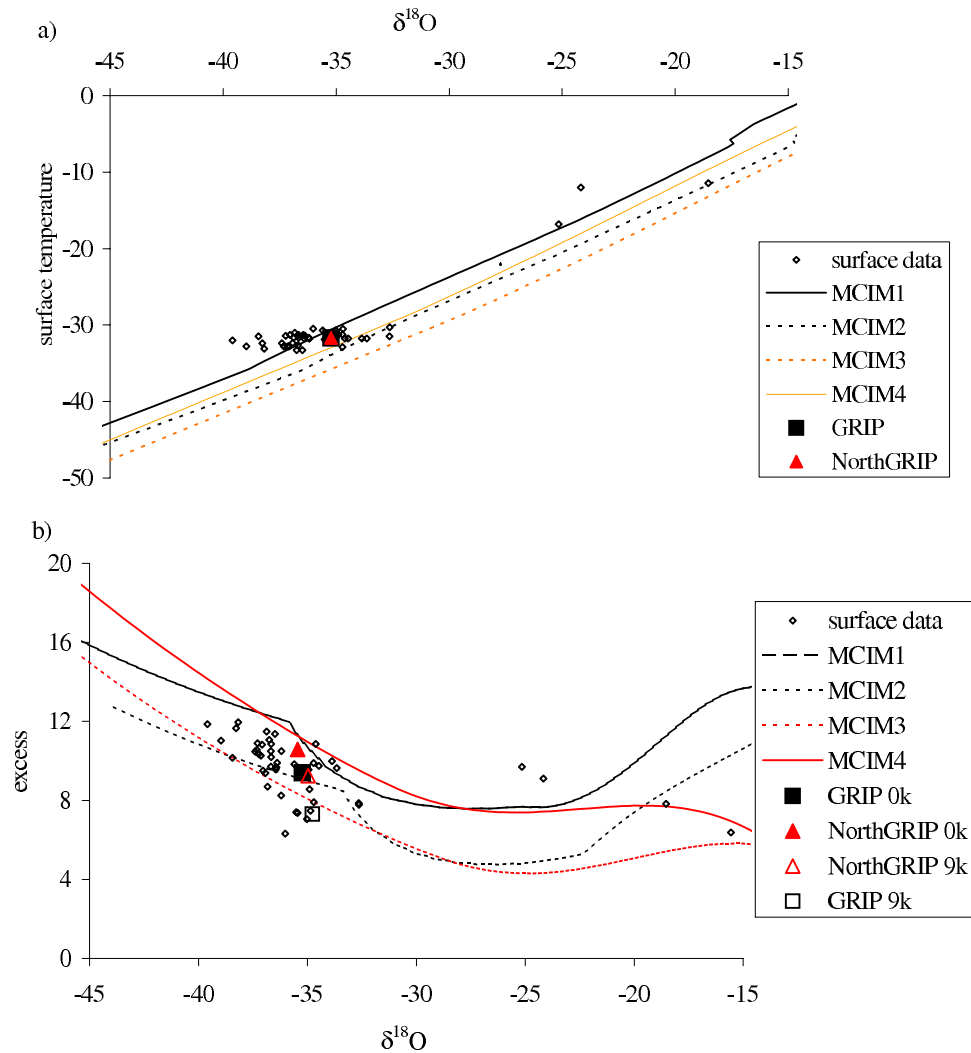 a)
δ¹⁸O
-45 -40 -35 -30 -25 -20 -15
0
-10
-20
-30
-40
-50
surface temperature
surface data
MCIM1
MCIM2
MCIM3
MCIM4
GRIP
NorthGRIP
b)
20
16
12
8
4
0
excess
-45 -40 -35 -30 -25 -20 -15
δ¹⁸O
surface data
MCIM1
MCIM2
MCIM3
MCIM4
GRIP 0k
NorthGRIP 0k
NorthGRIP 9k
GRIP 9k